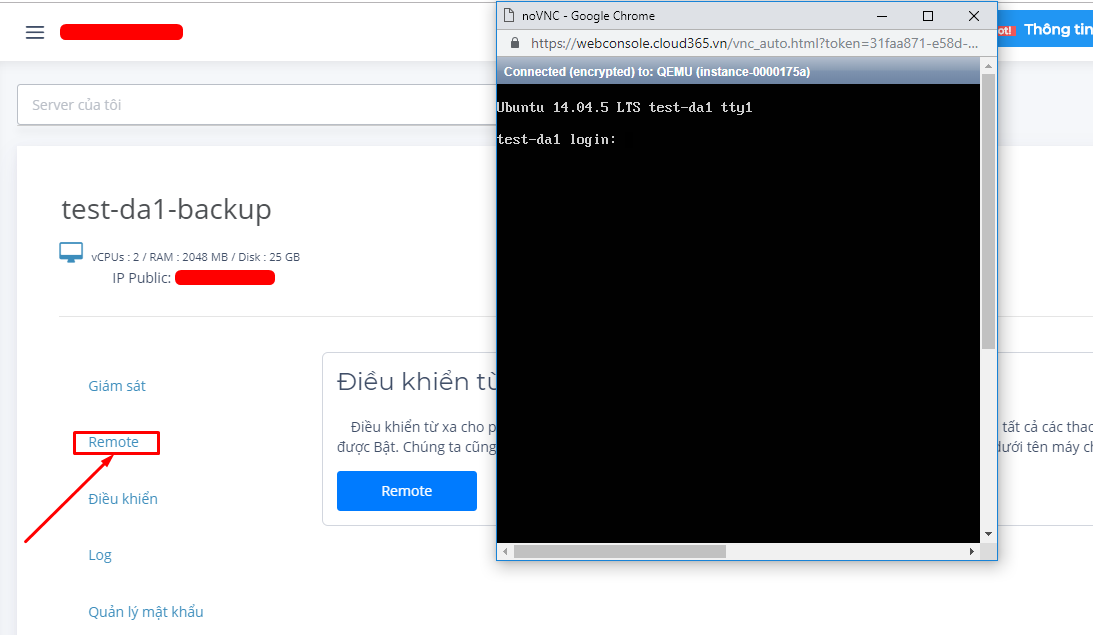 noVNC - Google Chrome
https://webconsole.cloud365.vn/vnc_auto.html?token=31faa871-e58d-...
Connected (encrypted) to: QEMU (instance-0000175a)
Ubuntu 14.04.5 LTS test-da1 tty1
test-da1 login:
ot!
Thông tin
Server của tôi
test-da1-backup
vCPUs : 2 / RAM : 2048 MB / Disk : 25 GB
IP Public:
Giám sát
Remote
Điều khiển
Log
Quản lý mật khẩu
Điều khiển từ
Điều khiển từ xa cho p tất cả các thao
được Bật. Chúng ta cũng dưới tên máy ch
Remote